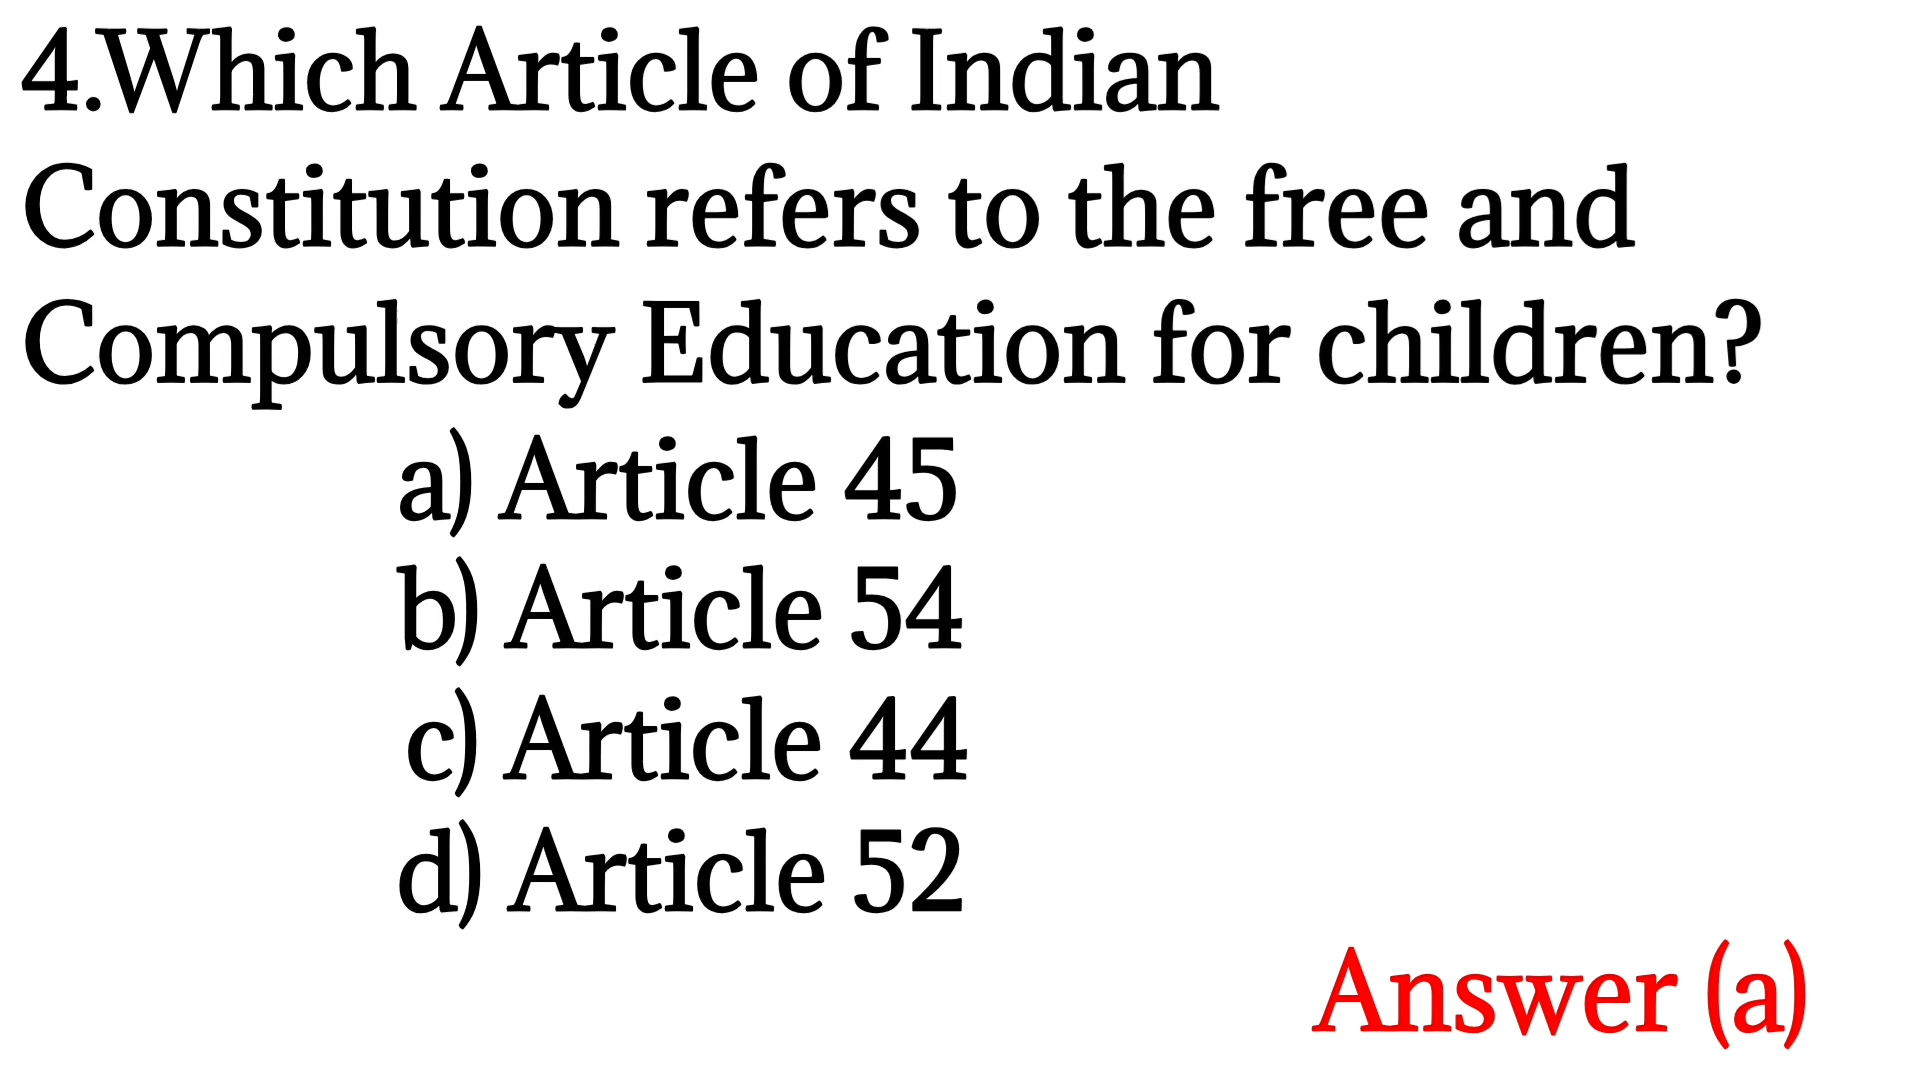 4.Which Article of Indian
Constitution refers to the free and
Compulsory Education for children?
a) Article 45
b) Article 54
c) Article 44
d) Article 52
Answer (a)